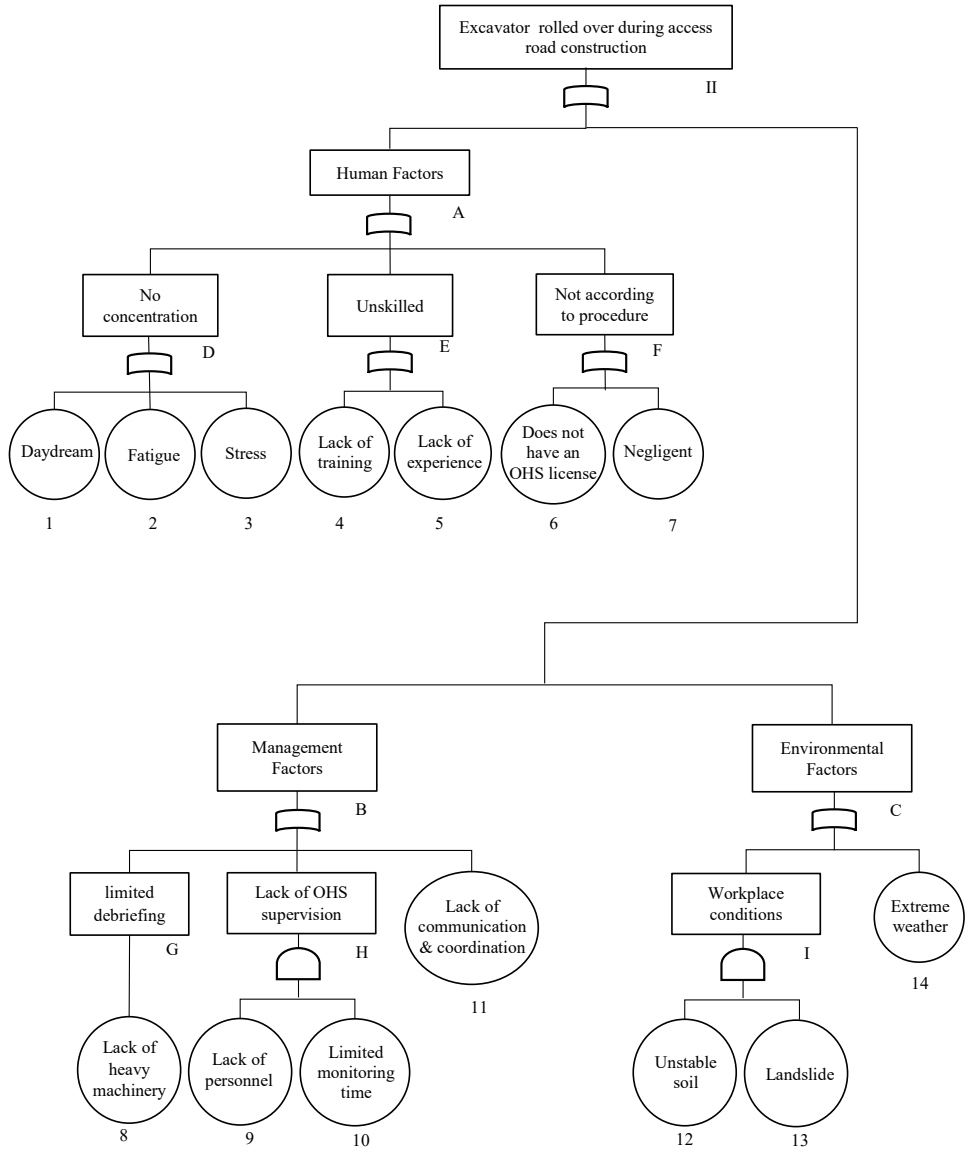 Excavator rolled over during access
road construction
II
Human Factors
A
No
concentration
D
Unskilled
E
Not according
to procedure
F
Daydream
Fatigue
Stress
Lack of
training
Lack of
experience
Does not
have an
OHS license
Negligent
1
2
3
4
5
6
7
Management
Factors
B
Environmental
Factors
C
limited
debriefing
G
Lack of OHS
supervision
H
Lack of
communication
& coordination
11
Workplace
conditions
I
Extreme
weather
14
Lack of
heavy
machinery
Lack of
personnel
Limited
monitoring
time
Unstable
soil
Landslide
8
9
10
12
13